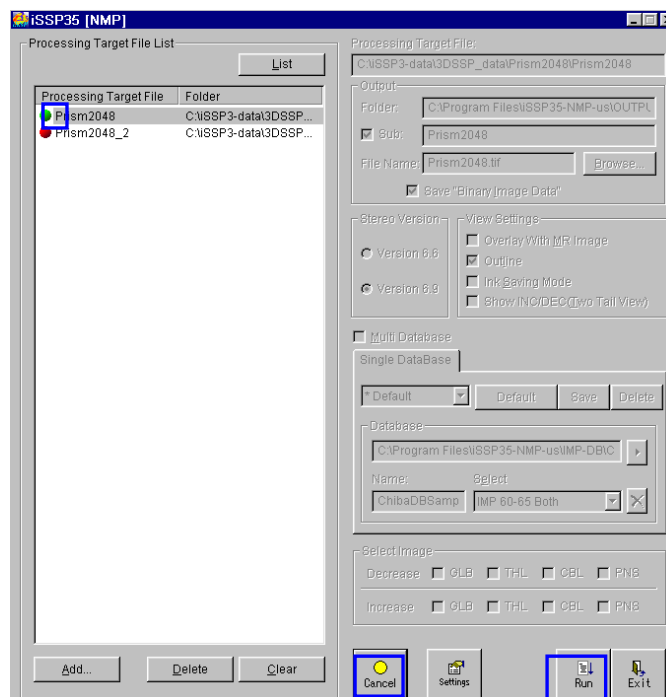 iSSP35 [NMP]
Processing Target File List
List
Processing Target File Folder
Prism2048 C:\iSSP3-data\3DSSP...
Prism2048_2 C:\iSSP3-data\3DSSP...
Add... Delete Clear
Processing Target File:
C:\iSSP3-data\3DSSP_data\Prism2048\Prism2048
Output
Folder: C:\Program Files\iSSP35-NMP-us\OUTPU
Sub: Prism2048
File Name: Prism2048.tif Browse...
Save "Binary Image Data"
Stereo Version
Version 6.6
Version 6.9
View Settings
Overlay With MR Image
Outline
Ink Saving Mode
Show INC/DEC(Two Tail View)
Multi Database
Single DataBase
* Default Default Save Delete
Database
C:\Program Files\iSSP35-NMP-us\IMP-DB\C
Name: Select
ChibaDBSamp IMP 60-65 Both
Select Image
Decrease GLB THL CBL PNS
Increase GLB THL CBL PNS
Cancel Settings Run Exit